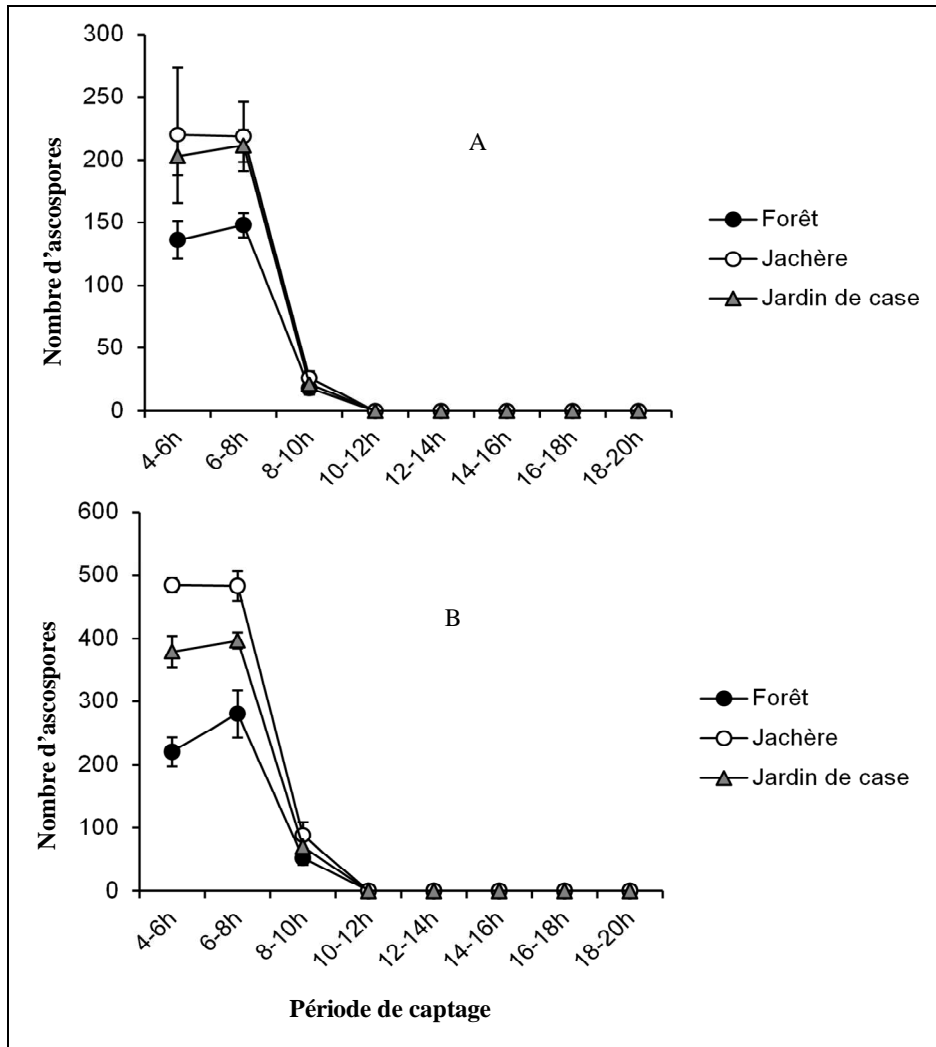 300
250
200
150
100
50
0
Nombre d’ascospores
A
Forêt
Jachère
Jardin de case
4-6h
6-8h
8-10h
10-12h
12-14h
14-16h
16-18h
18-20h
600
500
400
300
200
100
0
Nombre d’ascospores
B
Forêt
Jachère
Jardin de case
4-6h
6-8h
8-10h
10-12h
12-14h
14-16h
16-18h
18-20h
Période de captage